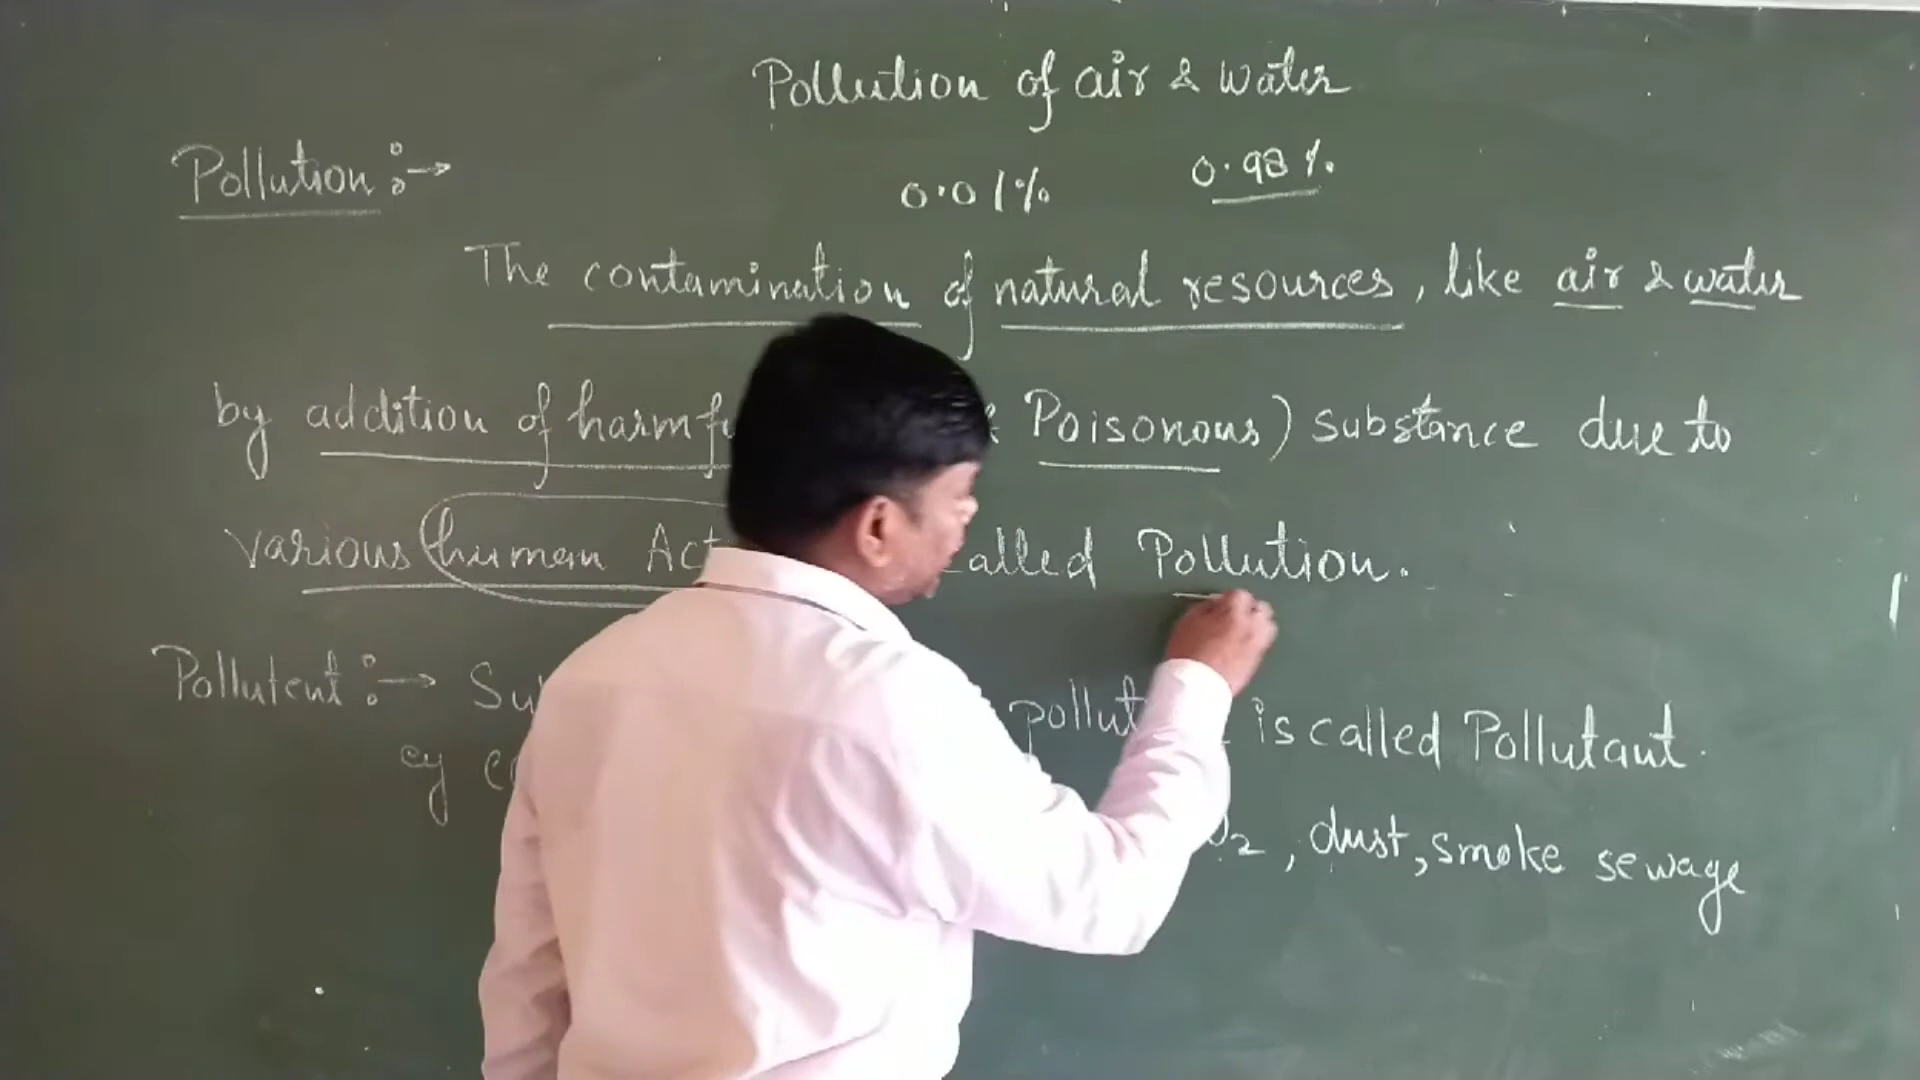 Pollution of air & water
Pollution :→
0.01% 0.98%
The contamination of natural resources, like air & water
by addition of harmfu Poisonous) substance due to
various human Act alled Pollution.
Pollutent :→ Su pollut is called Pollutant.
2, dust, smoke sewage